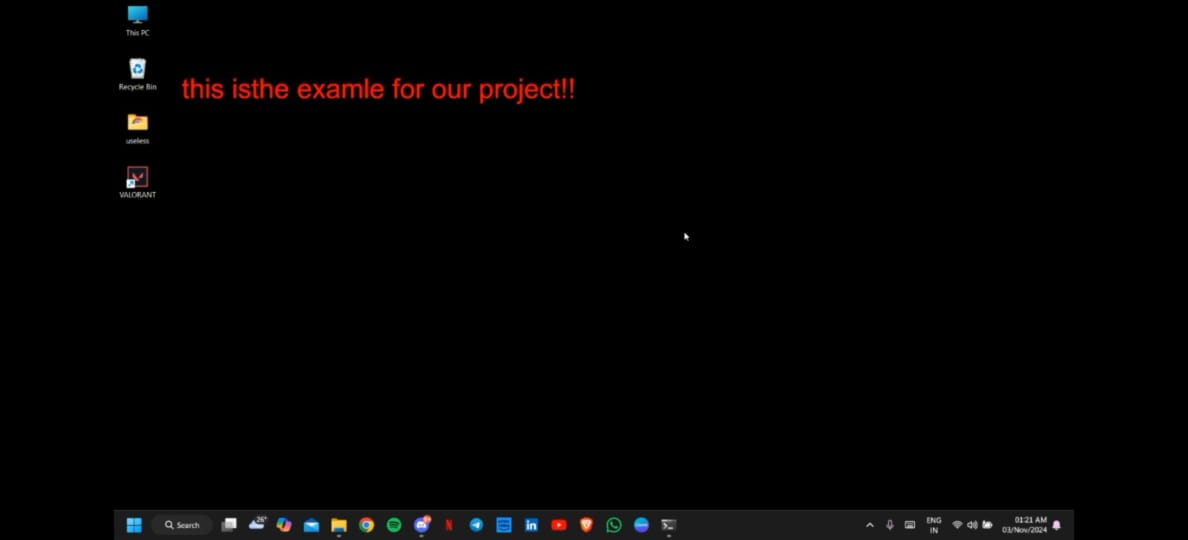 This PC
Recycle Bin
this isthe examle for our project!!
useless
VALORANT
26°
Search
ENG
IN
01:21 AM
03/Nov/2024